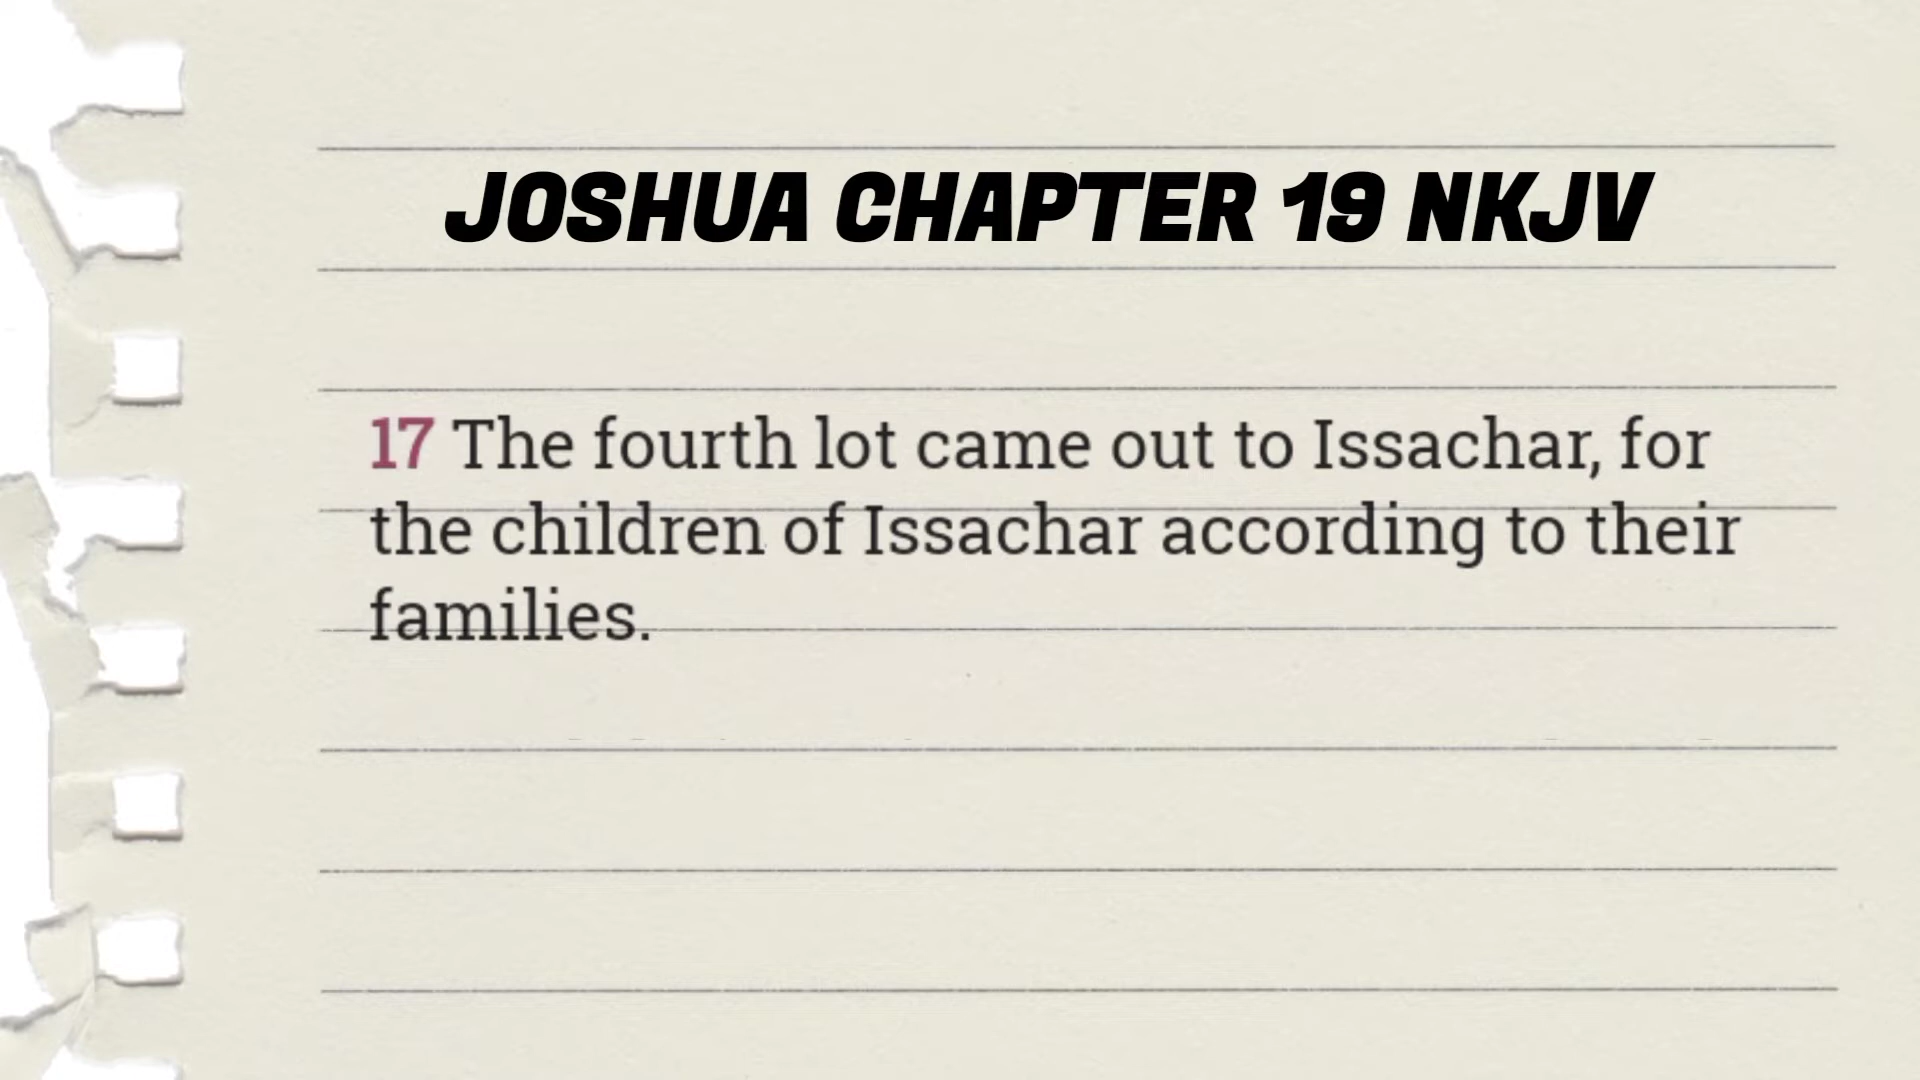 JOSHUA CHAPTER 19 NKJV
17 The fourth lot came out to Issachar, for
the children of Issachar according to their
families.